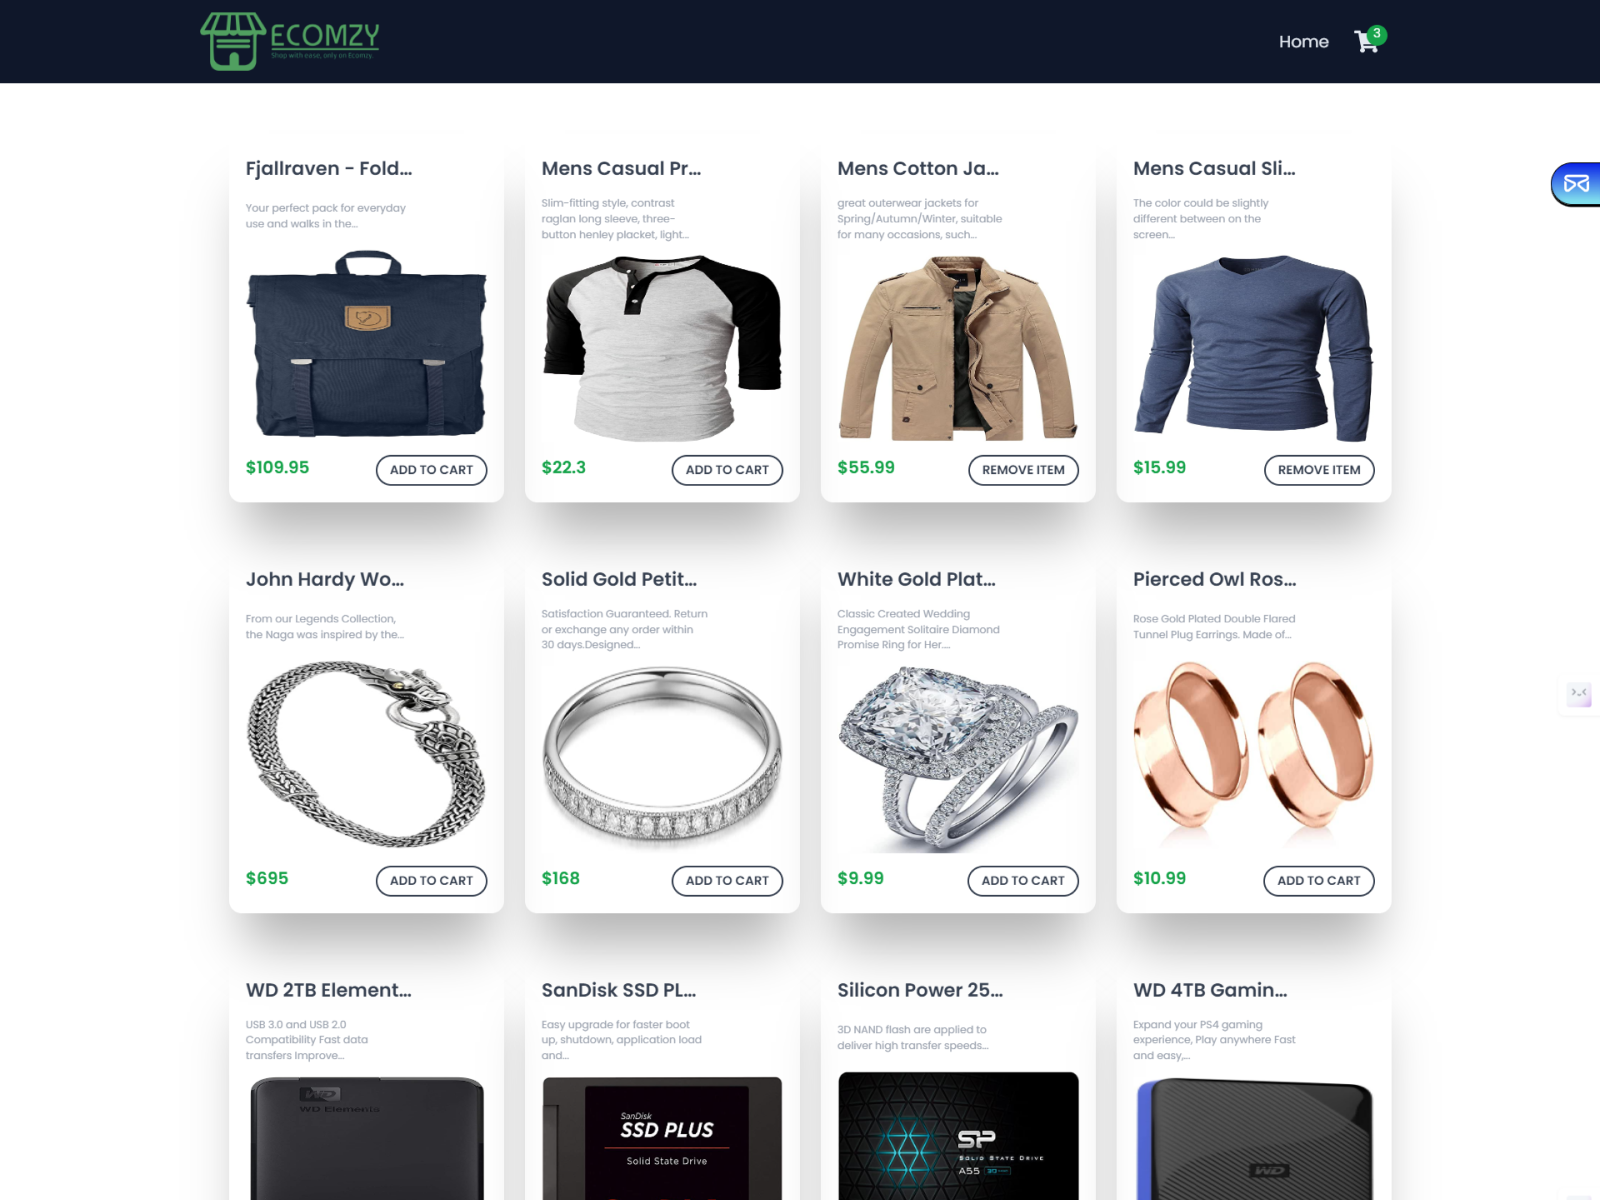 ECOMZY
Shop with ease, only on Ecomzy.
Home
3
Fjallraven - Fold...
Your perfect pack for everyday
use and walks in the...
$109.95
ADD TO CART
Mens Casual Pr...
Slim-fitting style, contrast
raglan long sleeve, three-
button henley placket, light...
$22.3
ADD TO CART
Mens Cotton Ja...
great outerwear jackets for
Spring/Autumn/Winter, suitable
for many occasions, such...
$55.99
REMOVE ITEM
Mens Casual Sli...
The color could be slightly
different between on the
screen...
$15.99
REMOVE ITEM
John Hardy Wo...
From our Legends Collection,
the Naga was inspired by the...
$695
ADD TO CART
Solid Gold Petit...
Satisfaction Guaranteed. Return
or exchange any order within
30 days.Designed...
$168
ADD TO CART
White Gold Plat...
Classic Created Wedding
Engagement Solitaire Diamond
Promise Ring for Her....
$9.99
ADD TO CART
Pierced Owl Ros...
Rose Gold Plated Double Flared
Tunnel Plug Earrings. Made of...
$10.99
ADD TO CART
WD 2TB Element...
USB 3.0 and USB 2.0
Compatibility Fast data
transfers Improve...
WD
WD Elements
SanDisk SSD PL...
Easy upgrade for faster boot
up, shutdown, application load
and...
SanDisk
SSD PLUS
Solid State Drive
Silicon Power 25...
3D NAND flash are applied to
deliver high transfer speeds...
SP
SOLID STATE DRIVE
A55
WD 4TB Gamin...
Expand your PS4 gaming
experience, Play anywhere Fast
and easy,...
WD